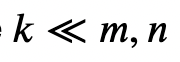 k ≪ m, n